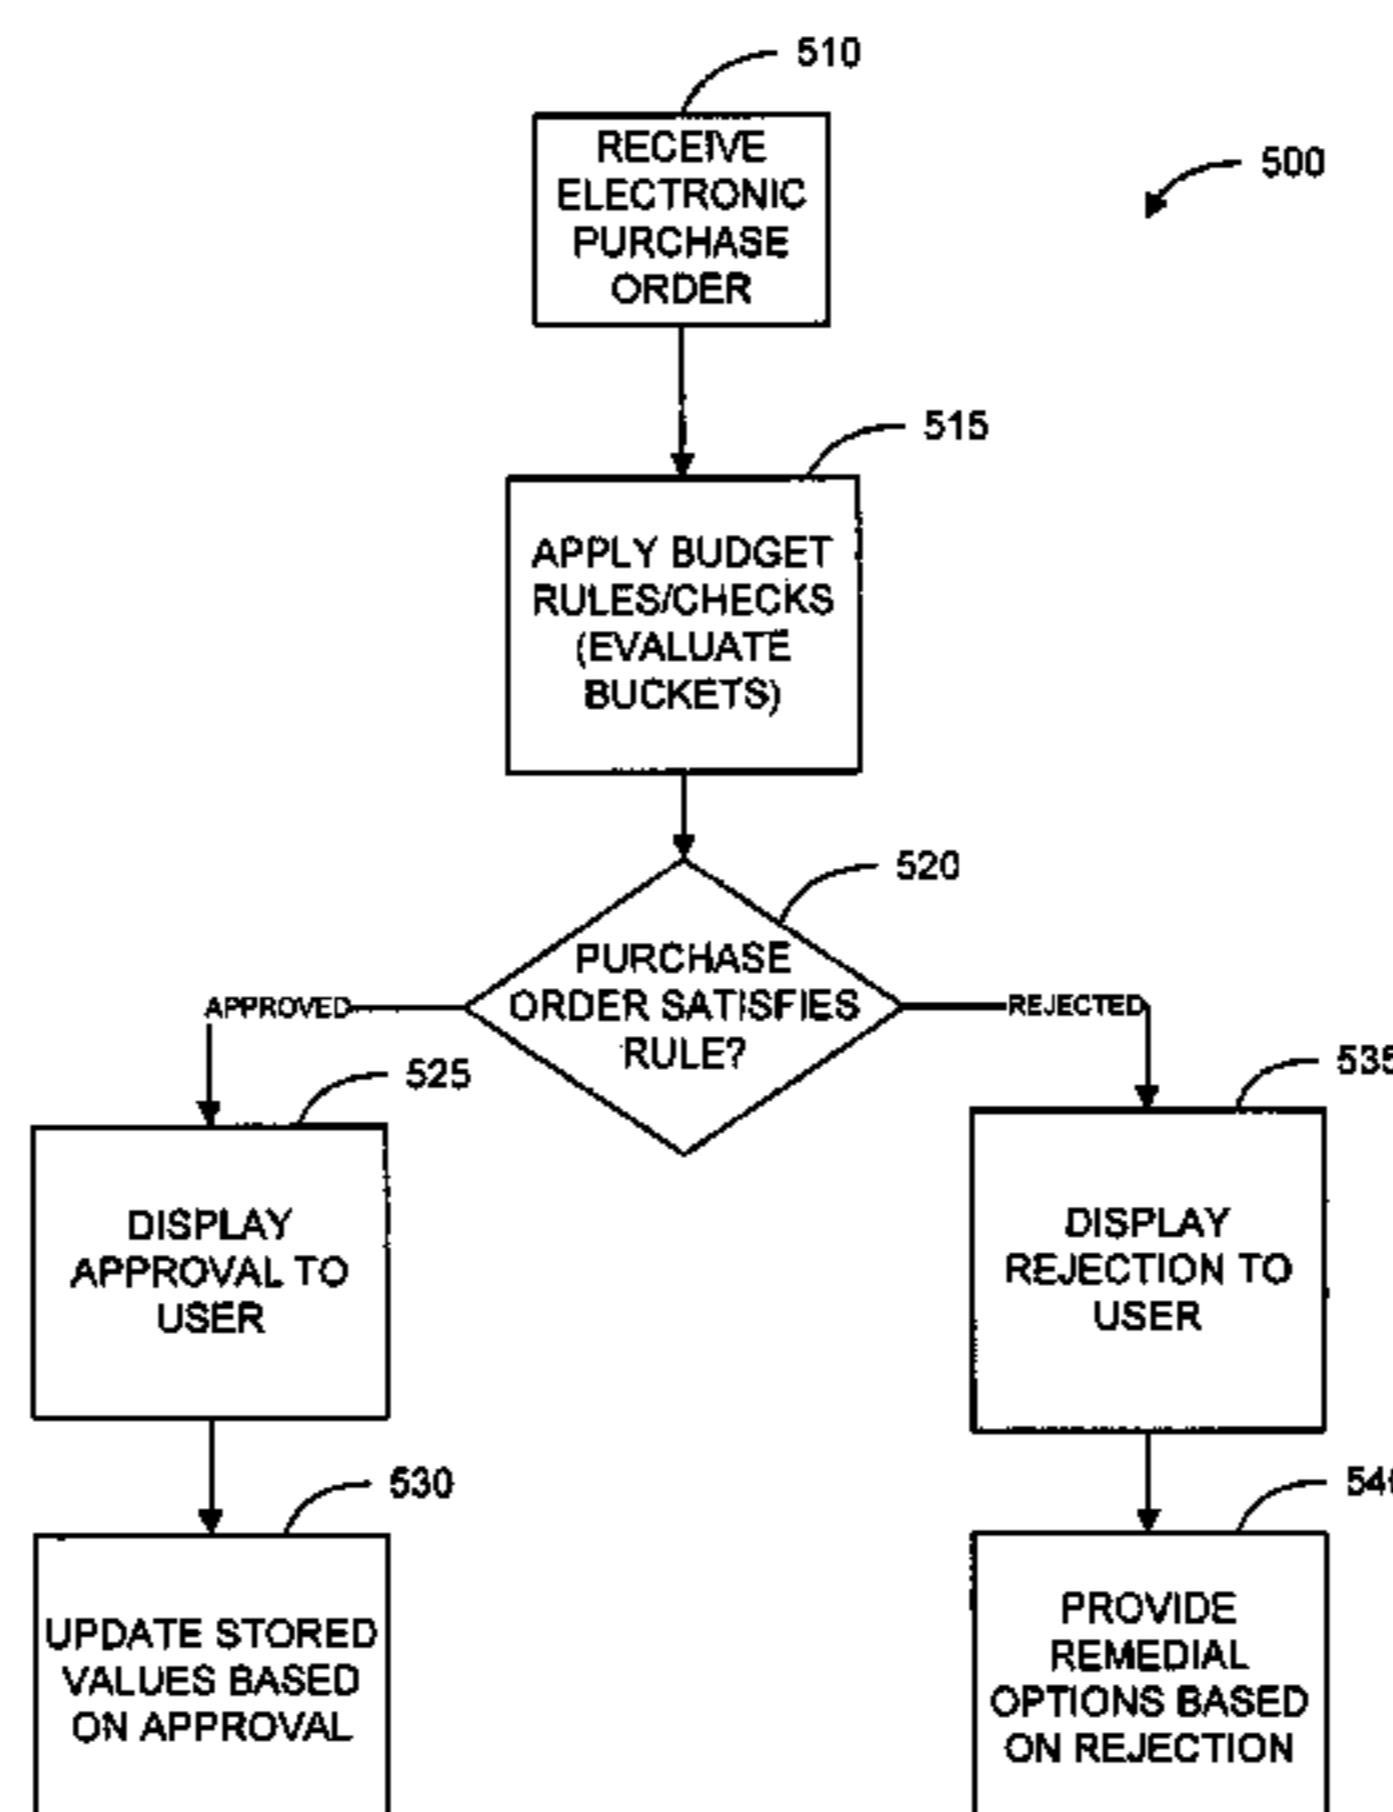 510
RECEIVE
ELECTRONIC
PURCHASE
ORDER
500
515
APPLY BUDGET
RULES/CHECKS
(EVALUATE
BUCKETS)
520
PURCHASE
ORDER SATISFIES
RULE?
APPROVED
REJECTED
525
535
DISPLAY
APPROVAL TO
USER
DISPLAY
REJECTION TO
USER
530
UPDATE STORED
VALUES BASED
ON APPROVAL
PROVIDE
REMEDIAL
OPTIONS BASED
ON REJECTION